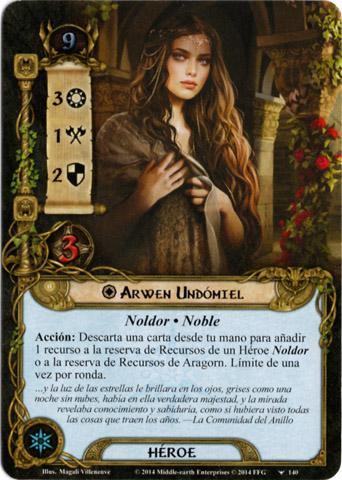 9
3
1
2
3
Arwen Undómiel
Noldor • Noble
Acción: Descarta una carta desde tu mano para añadir
1 recurso a la reserva de Recursos de un Héroe Noldor
o a la reserva de Recursos de Aragorn. Límite de una
vez por ronda.
...y la luz de las estrellas le brillara en los ojos, grises como una
noche sin nubes, había en ella verdadera majestad, y la mirada
revelaba conocimiento y sabiduría, como si hubiera visto todas
las cosas que traen los años. —La Comunidad del Anillo
HÉROE
Illus. Magali Villeneuve © 2014 Middle-earth Enterprises © 2014 FFG 140